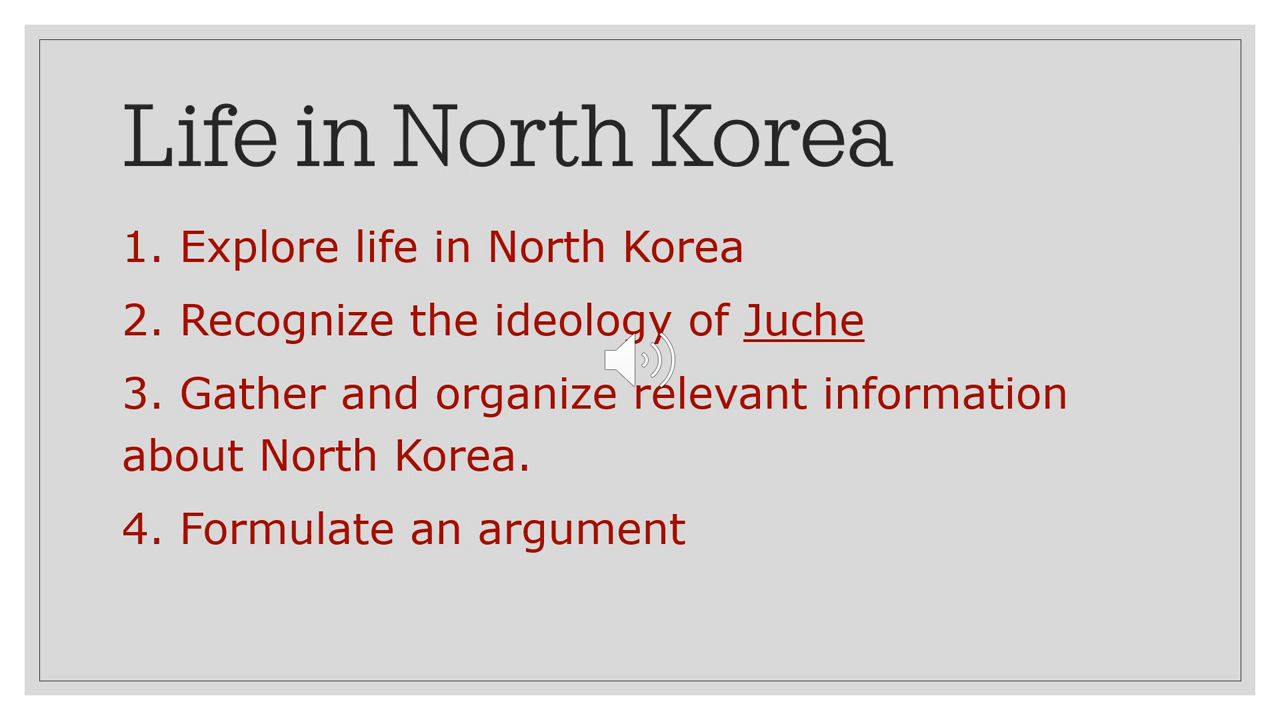 Life in North Korea
1. Explore life in North Korea
2. Recognize the ideology of Juche
3. Gather and organize relevant information
about North Korea.
4. Formulate an argument